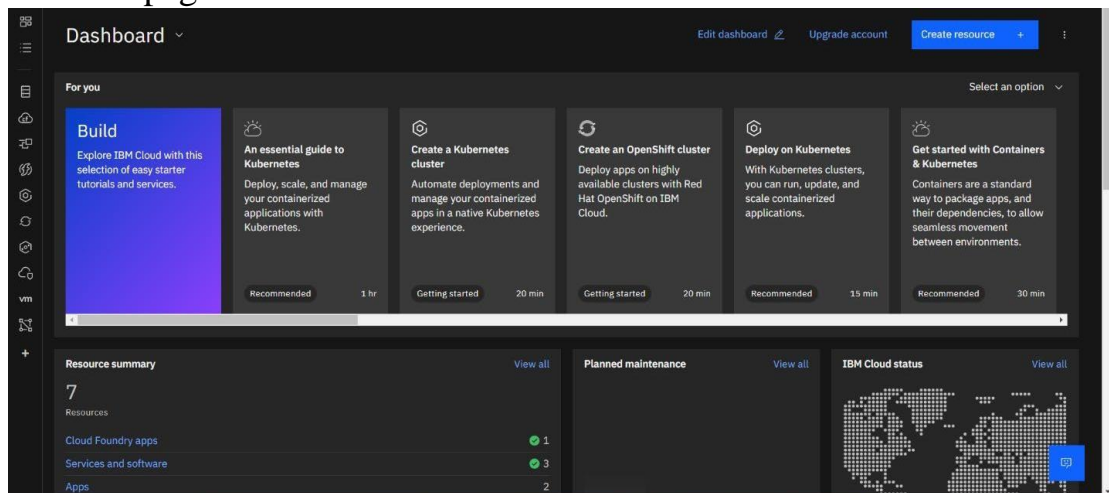 Dashboard
Edit dashboard
Upgrade account
Create resource +
For you
Select an option
Build
Explore IBM Cloud with this
selection of easy starter
tutorials and services.
An essential guide to
Kubernetes
Deploy, scale, and manage
your containerized
applications with
Kubernetes.
Recommended
1 hr
Create a Kubernetes
cluster
Automate deployments and
manage your containerized
apps in a native Kubernetes
experience.
Getting started
20 min
Create an OpenShift cluster
Deploy apps on highly
available clusters with Red
Hat OpenShift on IBM
Cloud.
Getting started
20 min
Deploy on Kubernetes
With Kubernetes clusters,
you can run, update, and
scale containerized
applications.
Recommended
15 min
Get started with Containers
& Kubernetes
Containers are a standard
way to package apps, and
their dependencies, to allow
seamless movement
between environments.
Recommended
30 min
vm
Resource summary
View all
7
Resources
Cloud Foundry apps
1
Services and software
3
Apps
2
Planned maintenance
View all
IBM Cloud status
View all